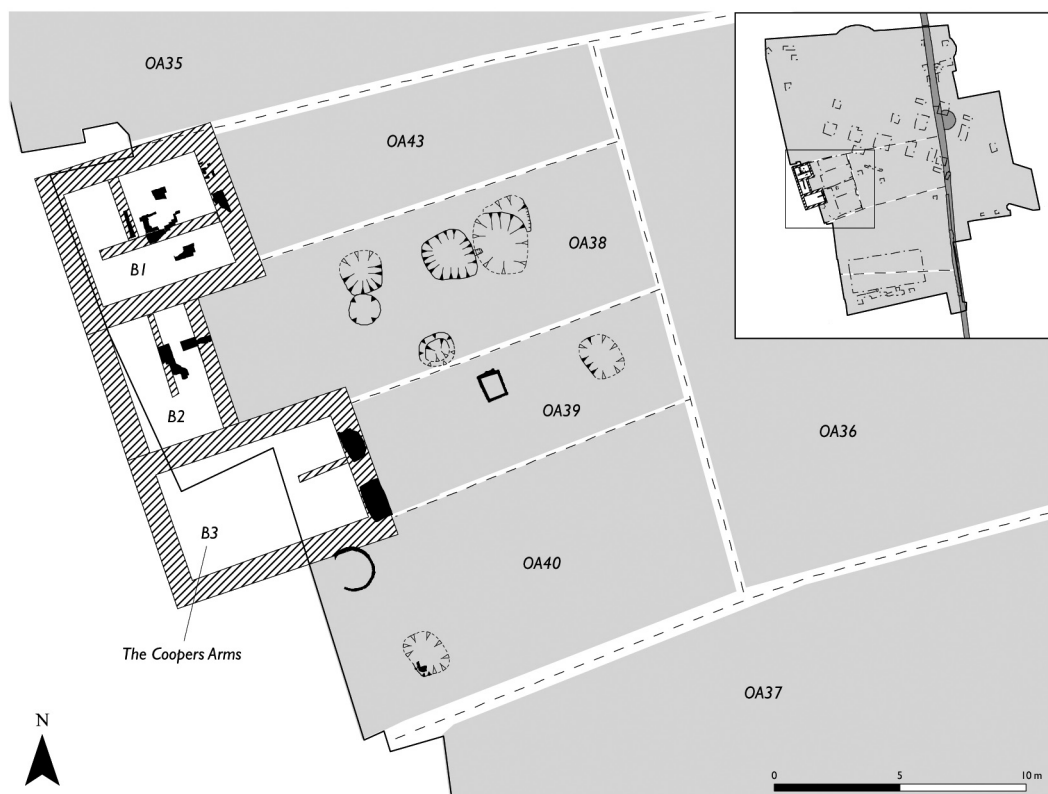 OA35
OA43
OA38
B1
B2
OA39
OA36
B3
OA40
The Coopers Arms
OA37
N
0 5 10 m